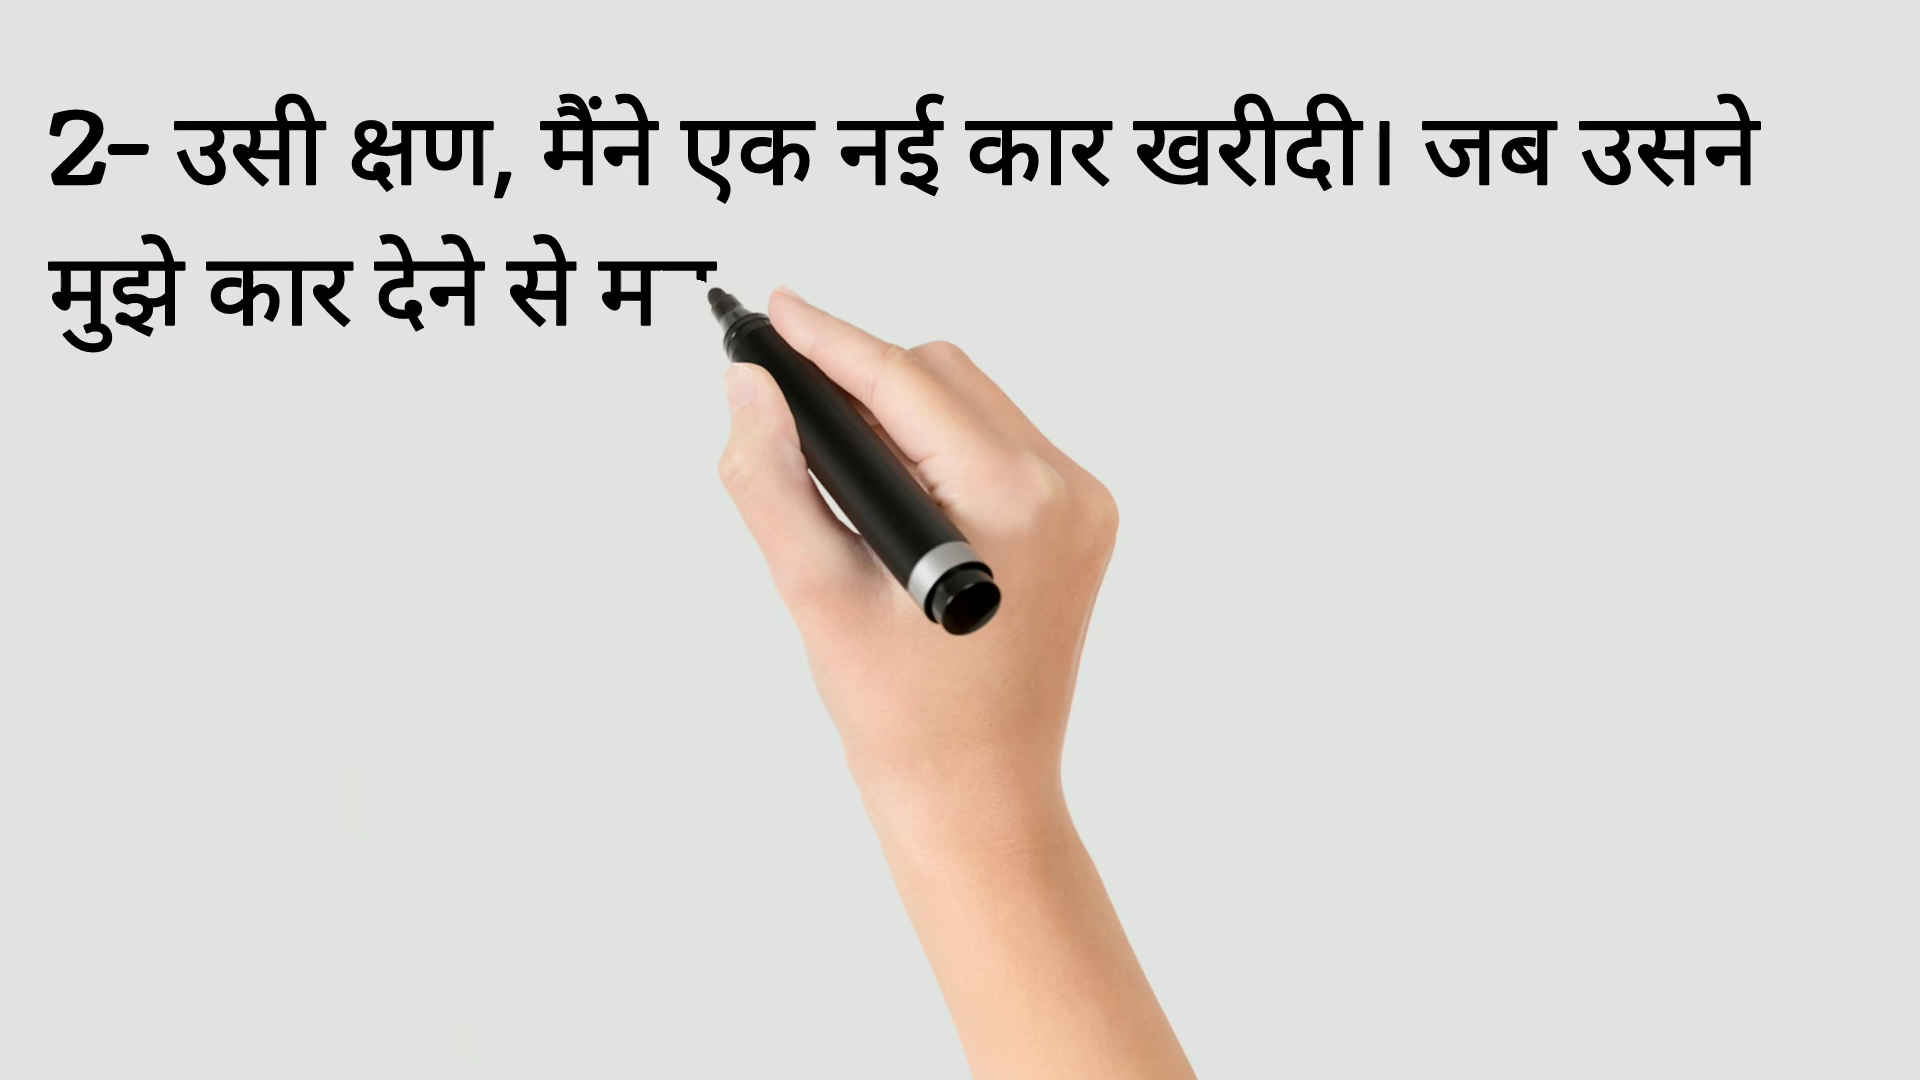 2- उसी क्षण, मैंने एक नई कार खरीदी। जब उसने
मुझे कार देने से